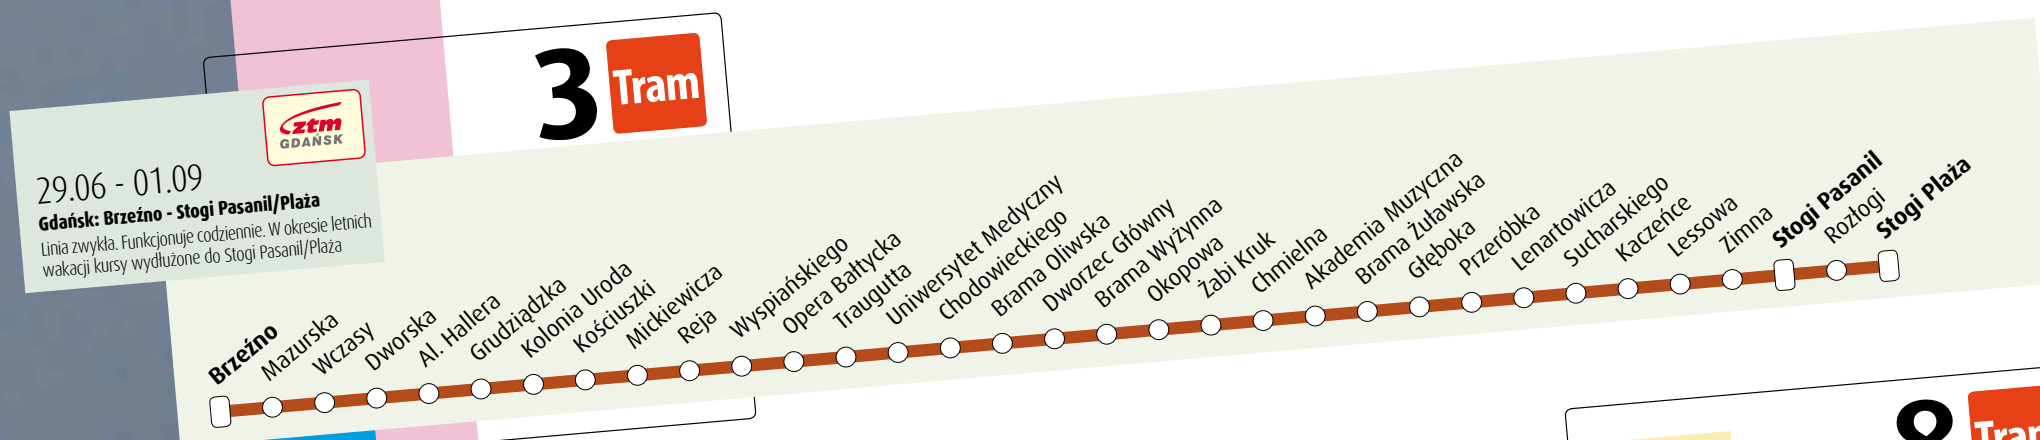 3 Tram
ztm
GDAŃSK
29.06 - 01.09
Gdańsk: Brzeźno - Stogi Pasanil/Plaża
Linia zwykła. Funkcjonuje codziennie. W okresie letnich
wakacji kursy wydłużone do Stogi Pasanil/Plaża
Brzeźno
Mazurska
Wczasy
Dworska
Al. Hallera
Grudziądzka
Kolonia Uroda
Kościuszki
Mickiewicza
Reja
Wyspiańskiego
Opera Bałtycka
Traugutta
Uniwersytet Medyczny
Chodowieckiego
Brama Oliwska
Dworzec Główny
Brama Wyżynna
Okopowa
Żabi Kruk
Chmielna
Akademia Muzyczna
Brama Żuławska
Głęboka
Przeróbka
Lenartowicza
Sucharskiego
Kaczeńce
Lessowa
Zimna
Stogi Pasanil
Rozłogi
Stogi Plaża
8 Tram